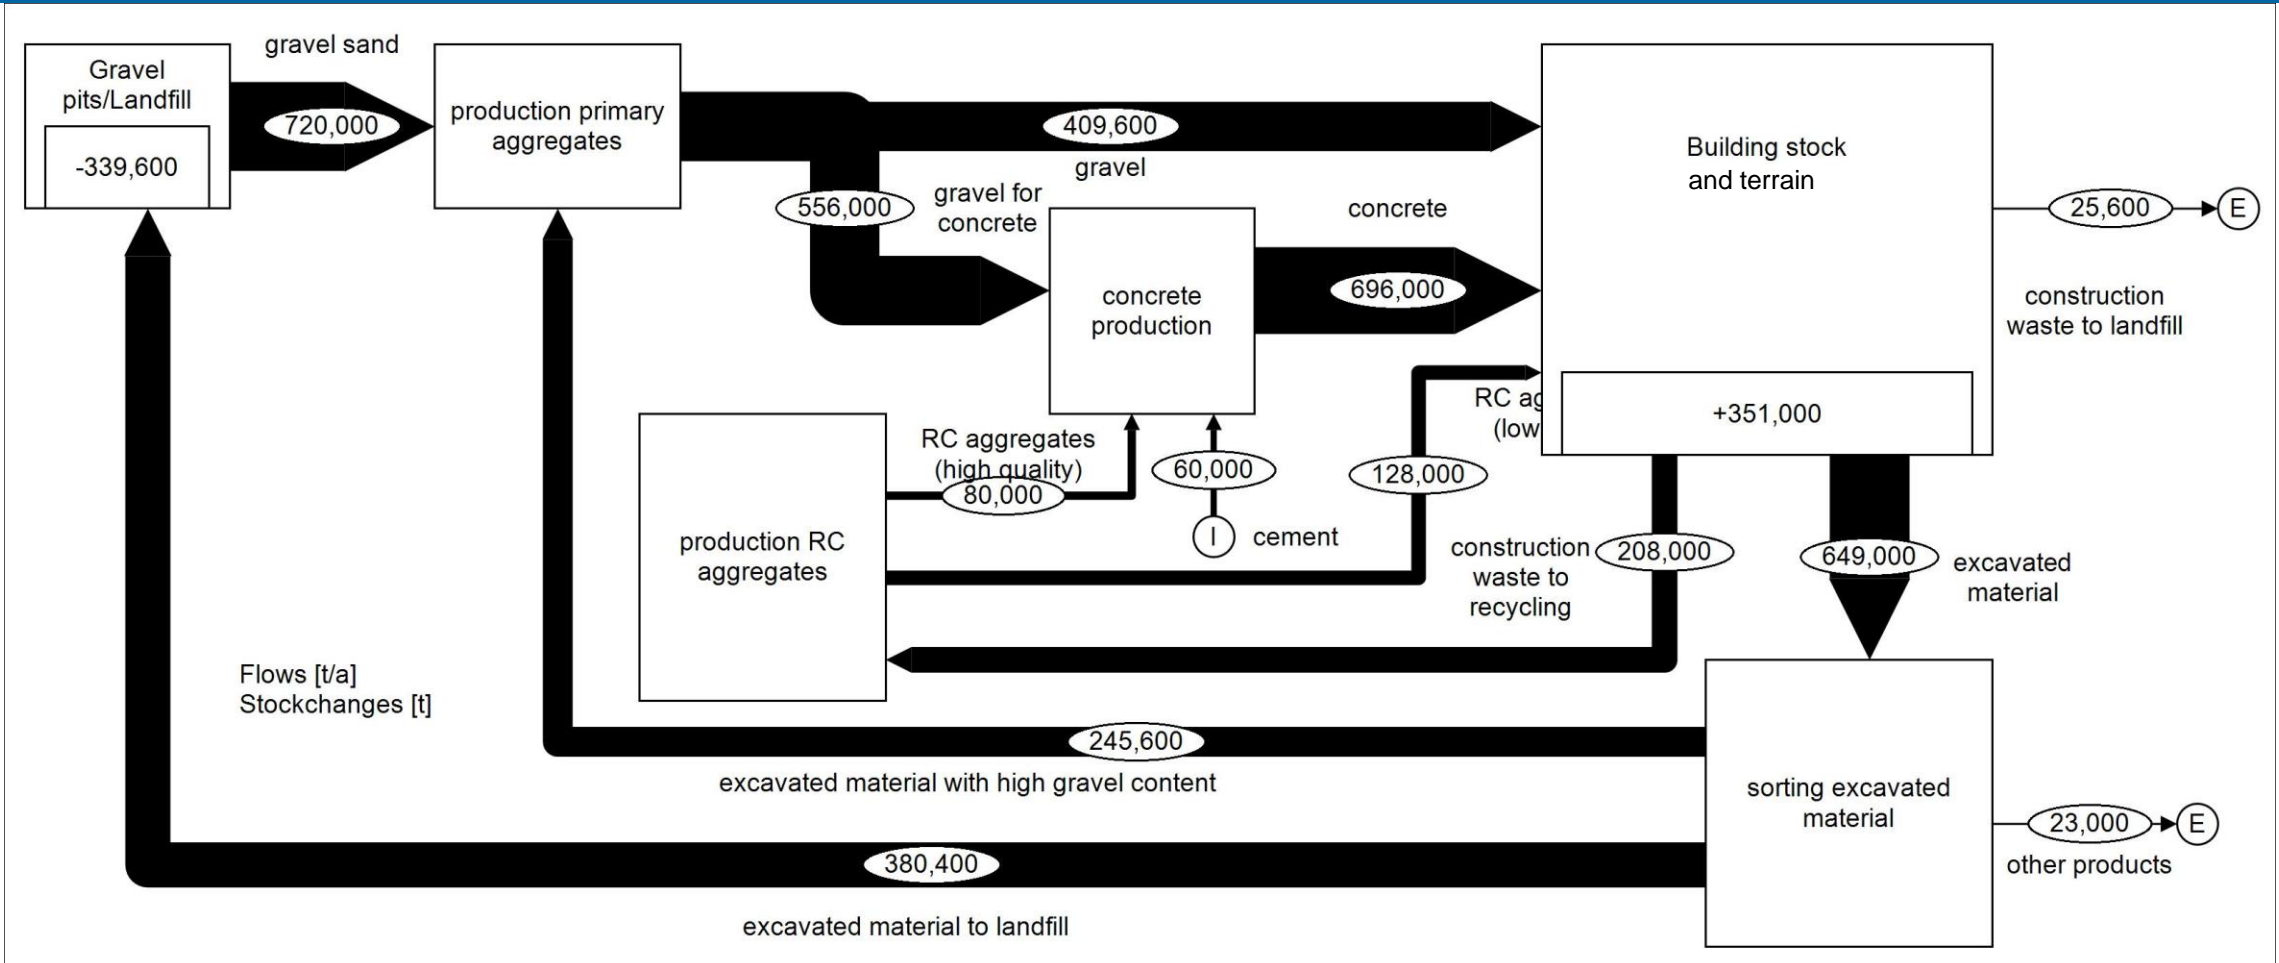 gravel sand
Gravel
pits/Landfill
-339,600
720,000
production primary
aggregates
409,600
gravel
556,000
gravel for
concrete
concrete
production
concrete
696,000
Building stock
and terrain
+351,000
25,600
E
construction
waste to landfill
RC aggregates
(high quality)
80,000
60,000
I
cement
128,000
RC ag
(low
production RC
aggregates
construction
waste to
recycling
208,000
649,000
excavated
material
Flows [t/a]
Stockchanges [t]
245,600
excavated material with high gravel content
sorting excavated
material
23,000
E
other products
380,400
excavated material to landfill